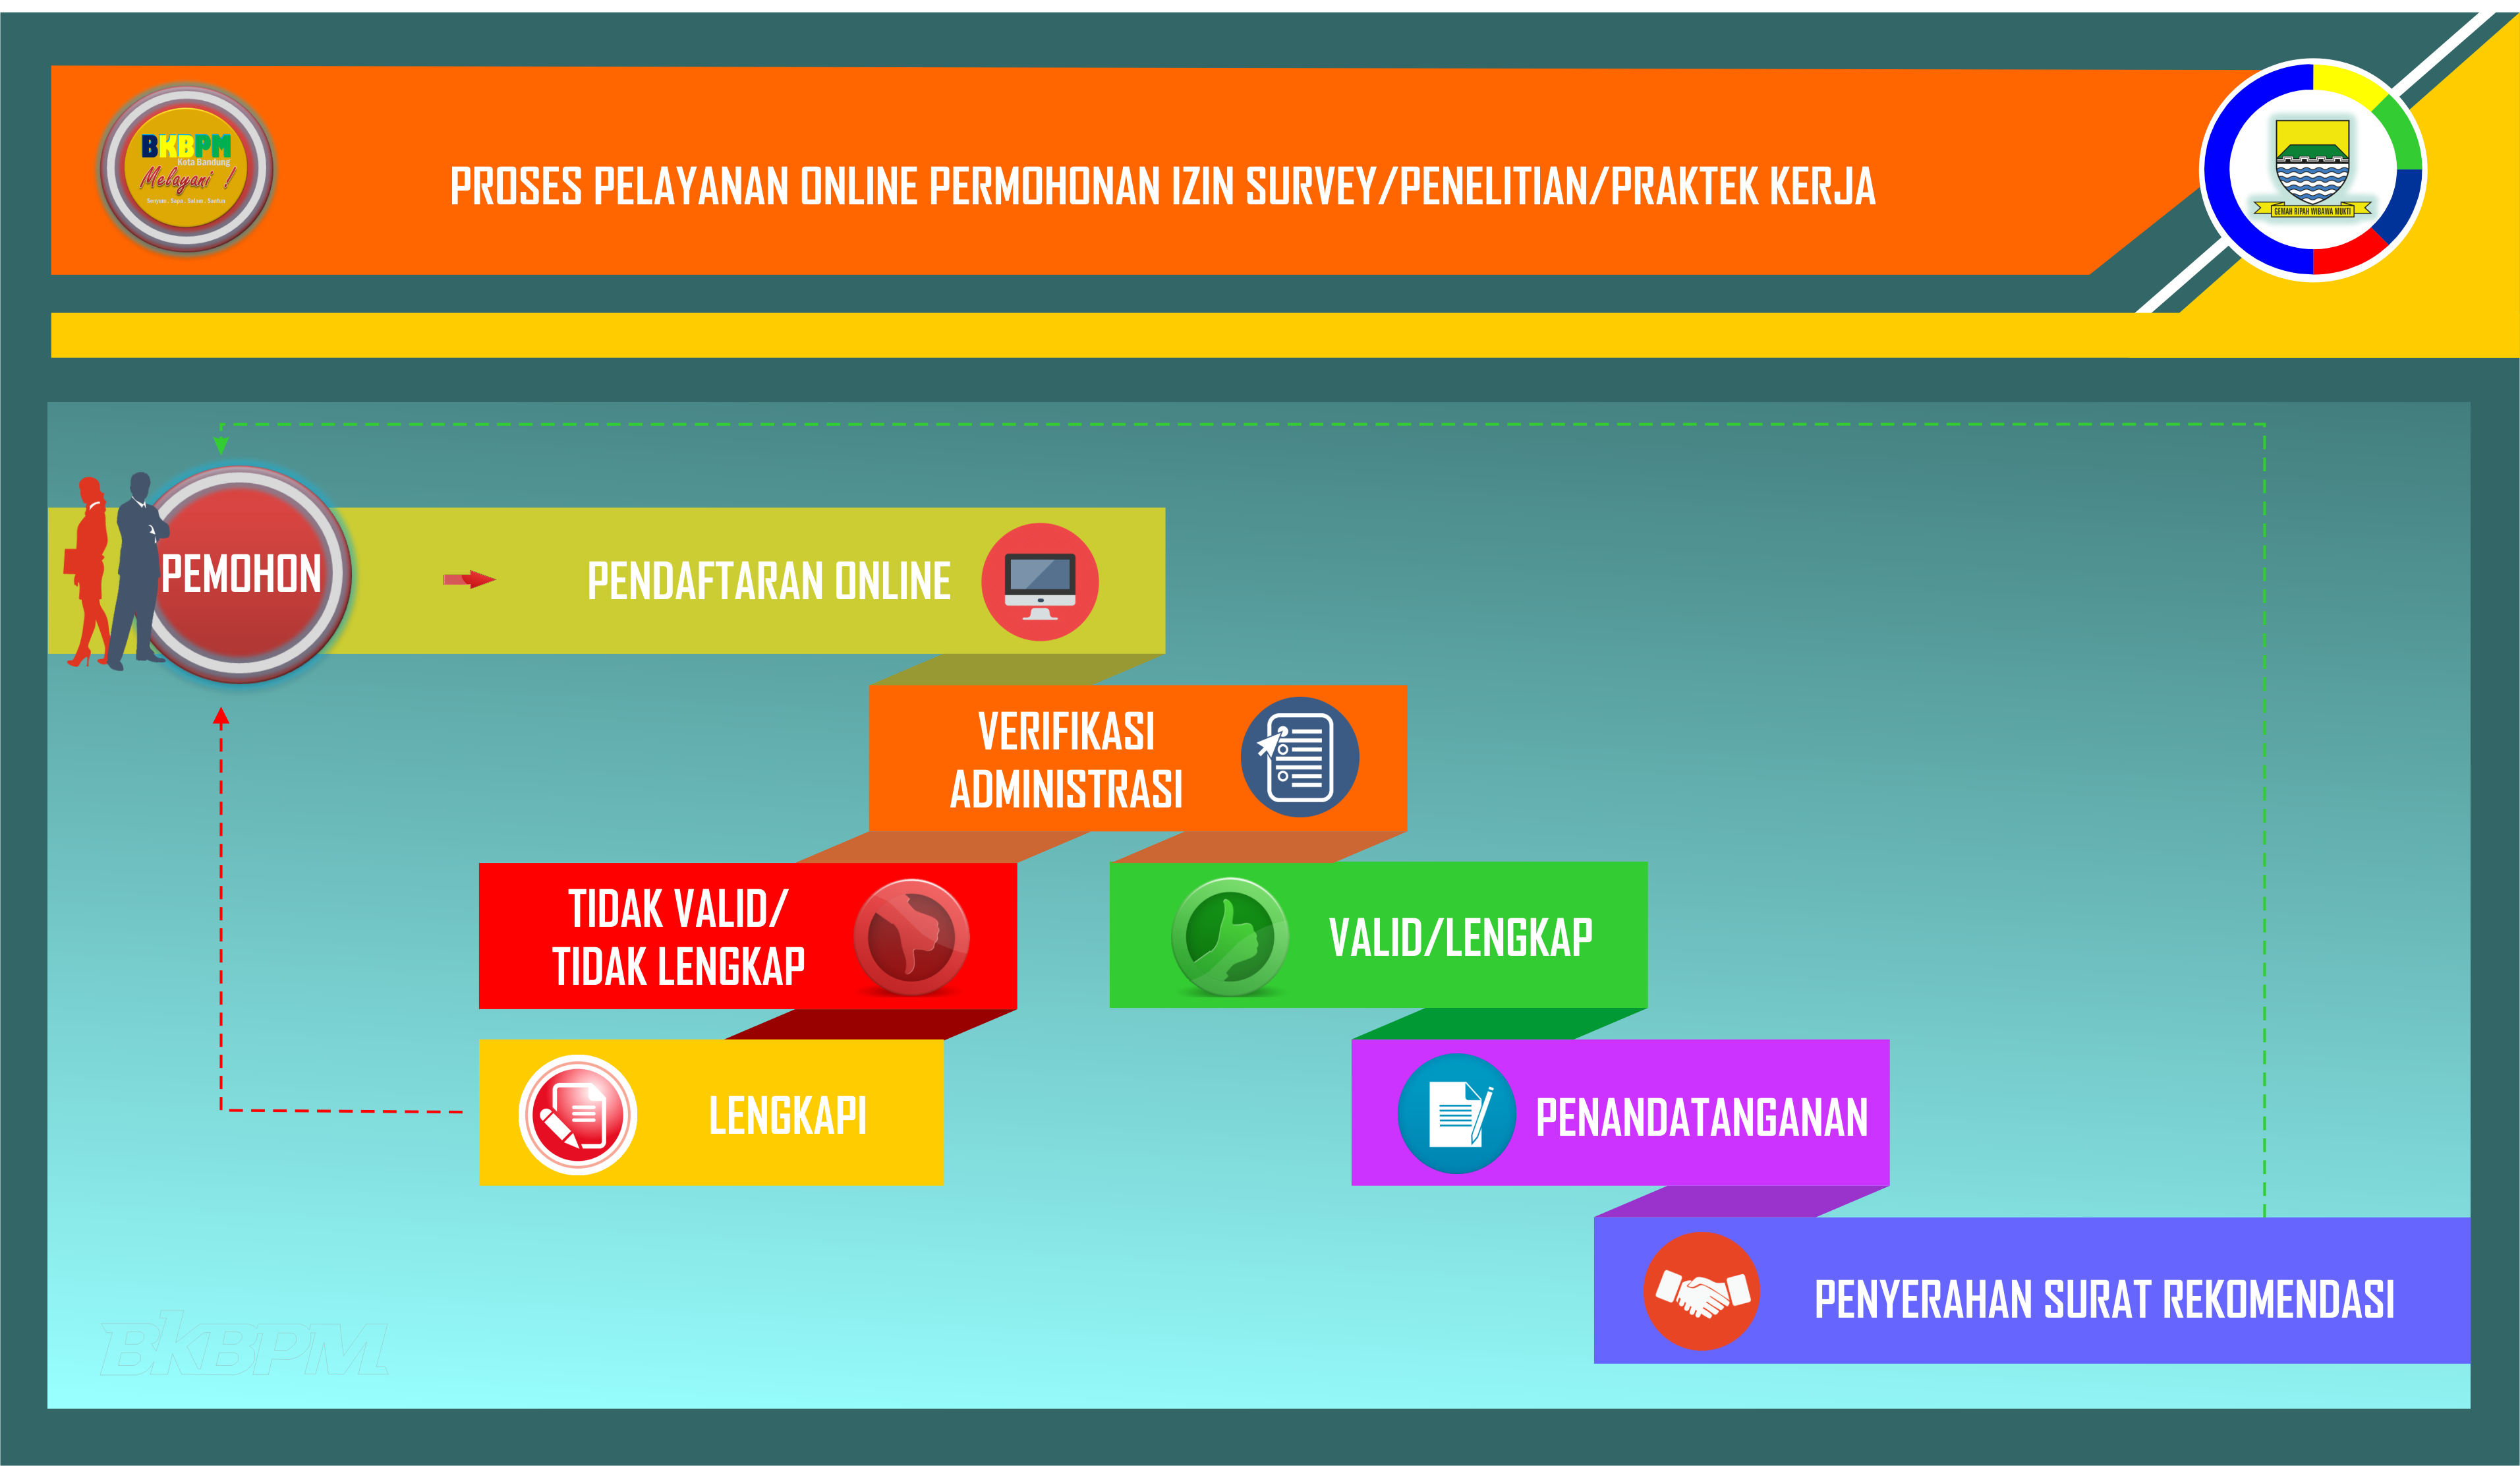 BKBPM
Kota Bandung
Melayani !
Senyum . Sapa . Salam . Santun
PROSES PELAYANAN ONLINE PERMOHONAN IZIN SURVEY/PENELITIAN/PRAKTEK KERJA
GEMAH RIPAH WIBAWA MUKTI
PEMOHON
PENDAFTARAN ONLINE
VERIFIKASI
ADMINISTRASI
TIDAK VALID/
TIDAK LENGKAP
VALID/LENGKAP
LENGKAPI
PENANDATANGANAN
PENYERAHAN SURAT REKOMENDASI
BKBPM